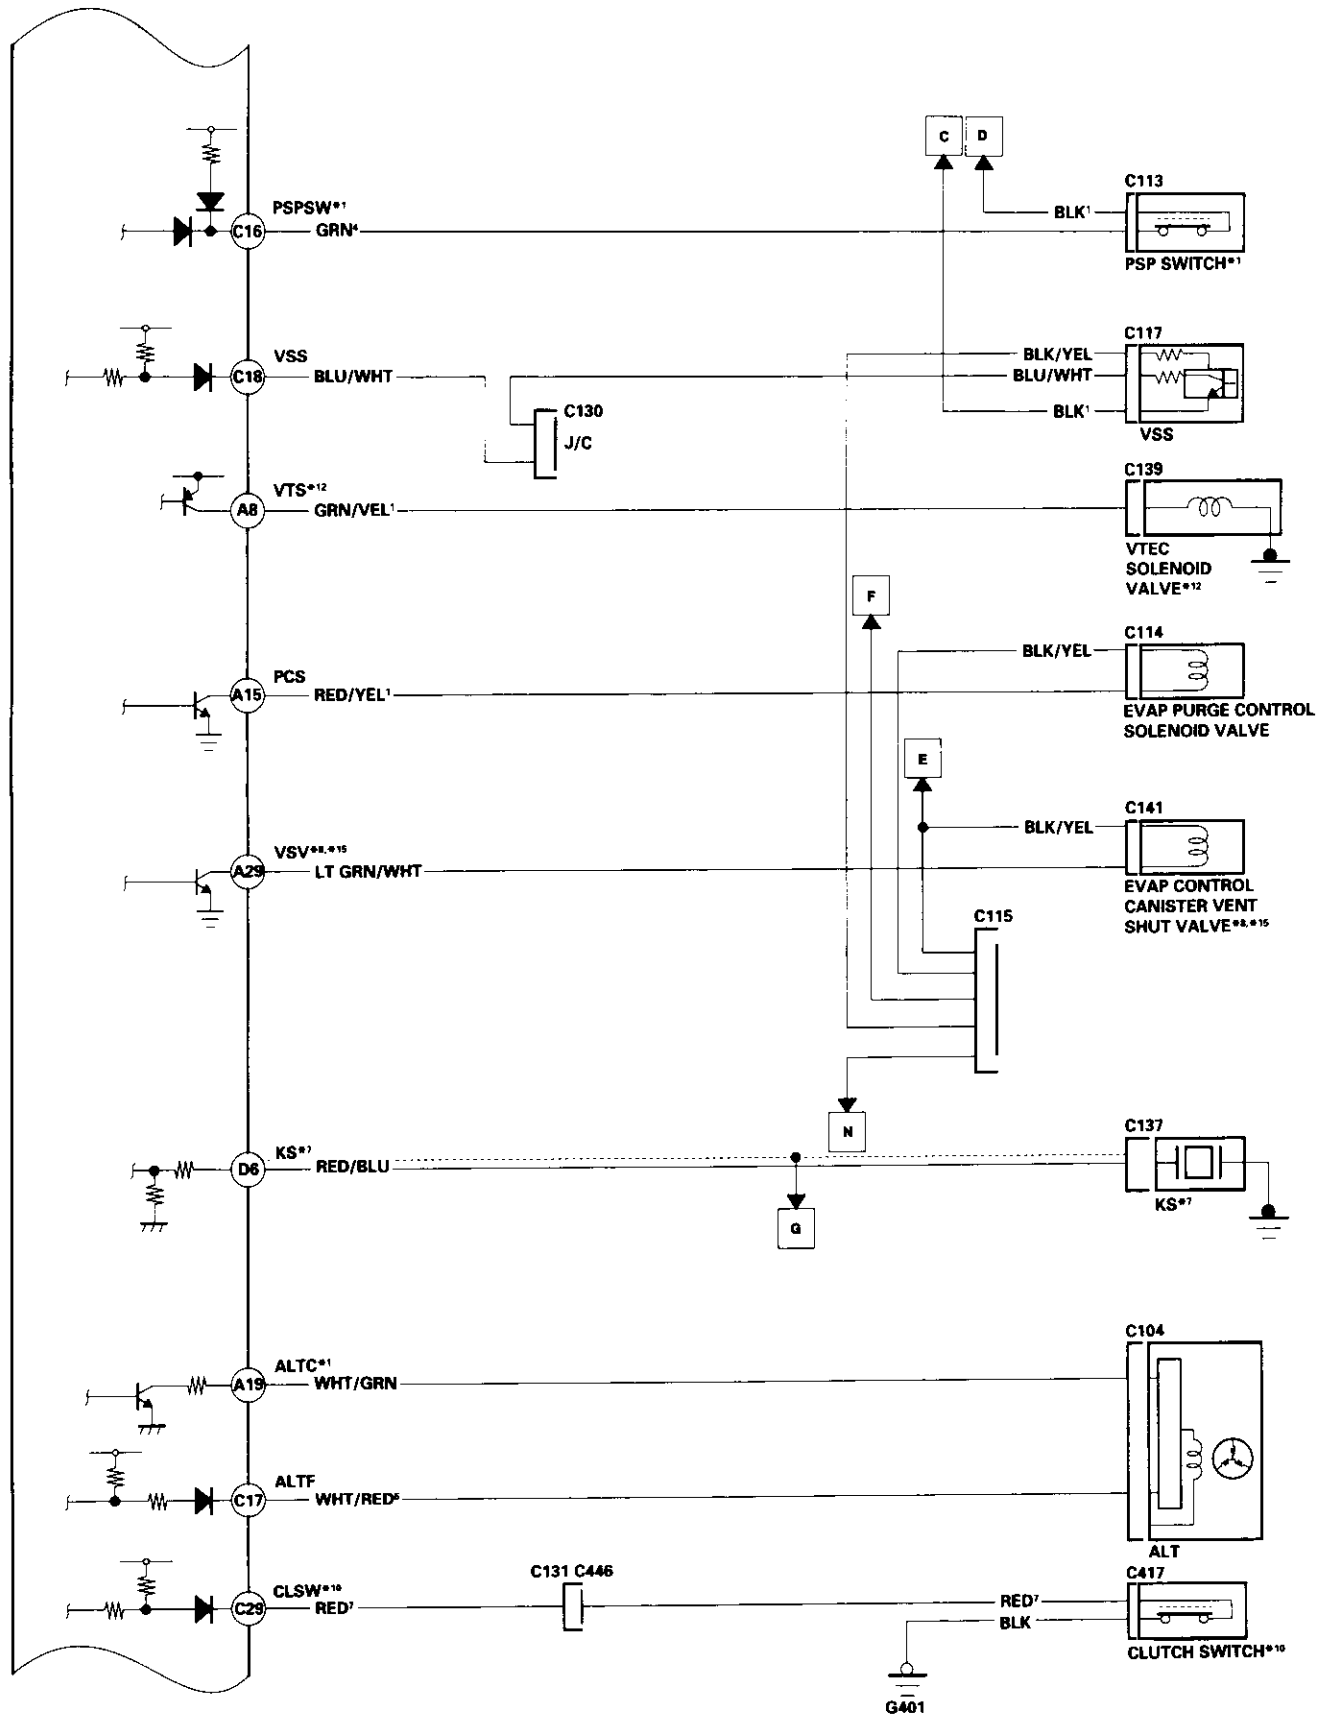 C D
C113
PSPSW*1
C16 GRN4
BLK1
PSP SWITCH*1
C117
VSS
BLK/YEL
C18 BLU/WHT
BLU/WHT
C130
BLK1
J/C
VSS
C139
VTS*12
A8 GRN/VEL1
VTEC
SOLENOID
VALVE*12
F
C114
BLK/YEL
PCS
A15 RED/YEL1
EVAP PURGE CONTROL
SOLENOID VALVE
E
C141
BLK/YEL
VSV*8,*15
A29 LT GRN/WHT
EVAP CONTROL
CANISTER VENT
SHUT VALVE*8,*15
C115
N
C137
KS*7
D6 RED/BLU
KS*7
G
C104
ALTC*1
A19 WHT/GRN
ALTF
C17 WHT/RED5
ALT
C131 C446
C417
CLSW*10
C29 RED7
RED7
BLK
CLUTCH SWITCH*10
G401